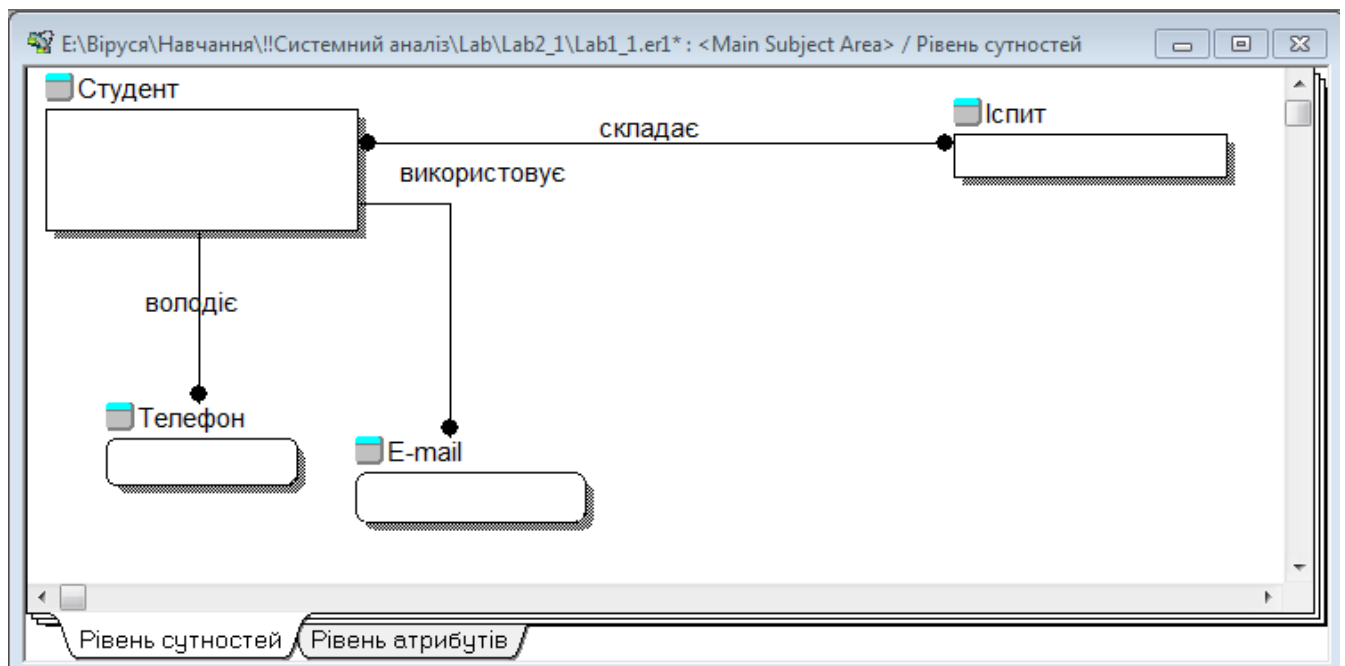 E:\Віруся\Навчання\!!Системний аналіз\Lab\Lab2_1\Lab1_1.er1* : <Main Subject Area> / Рівень сутностей
Студент
Іспит
складає
використовує
володіє
Телефон
E-mail
Рівень сутностей
Рівень атрибутів